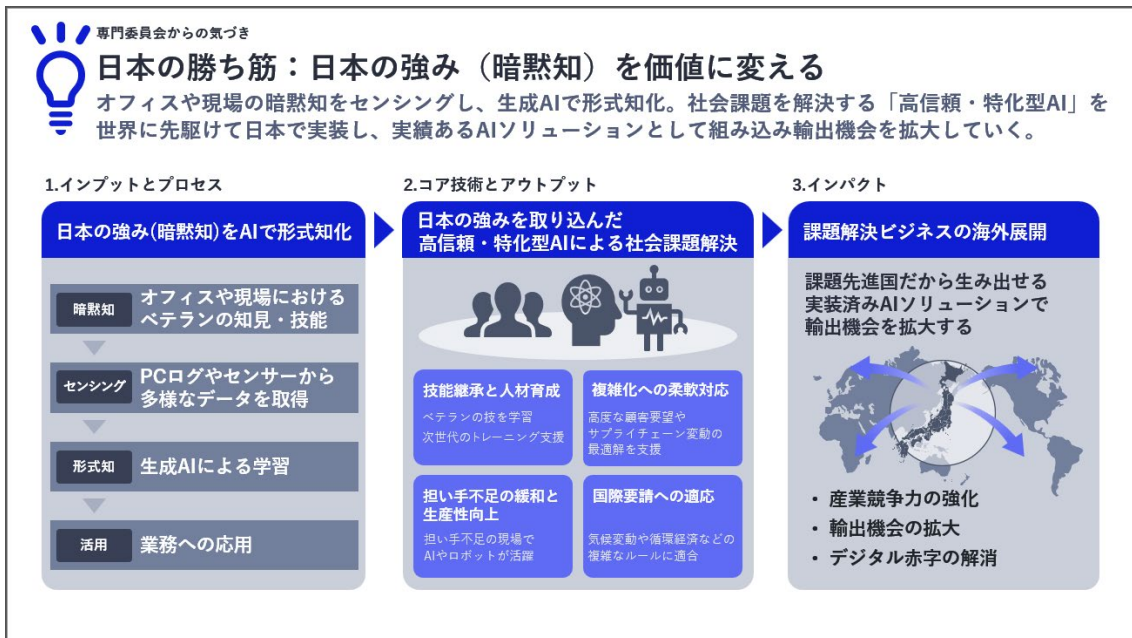 専門委員会からの気づき
日本の勝ち筋：日本の強み（暗黙知）を価値に変える
オフィスや現場の暗黙知をセンシングし、生成AIで形式知化。社会課題を解決する「高信頼・特化型AI」を
世界に先駆けて日本で実装し、実績あるAIソリューションとして組み込み輸出機会を拡大していく。
1.インプットとプロセス
日本の強み(暗黙知)をAIで形式知化
暗黙知
オフィスや現場における
ベテランの知見・技能
センシング
PCログやセンサーから
多様なデータを取得
形式知
生成AIによる学習
活用
業務への応用
2.コア技術とアウトプット
日本の強みを取り込んだ
高信頼・特化型AIによる社会課題解決
技能継承と人材育成
ベテランの技を学習
次世代のトレーニング支援
複雑化への柔軟対応
高度な顧客要望や
サプライチェーン変動の
最適解を支援
担い手不足の緩和と
生産性向上
担い手不足の現場で
AIやロボットが活躍
国際要請への適応
気候変動や循環経済などの
複雑なルールに適合
3.インパクト
課題解決ビジネスの海外展開
課題先進国だから生み出せる
実装済みAIソリューションで
輸出機会を拡大する
・ 産業競争力の強化
・ 輸出機会の拡大
・ デジタル赤字の解消